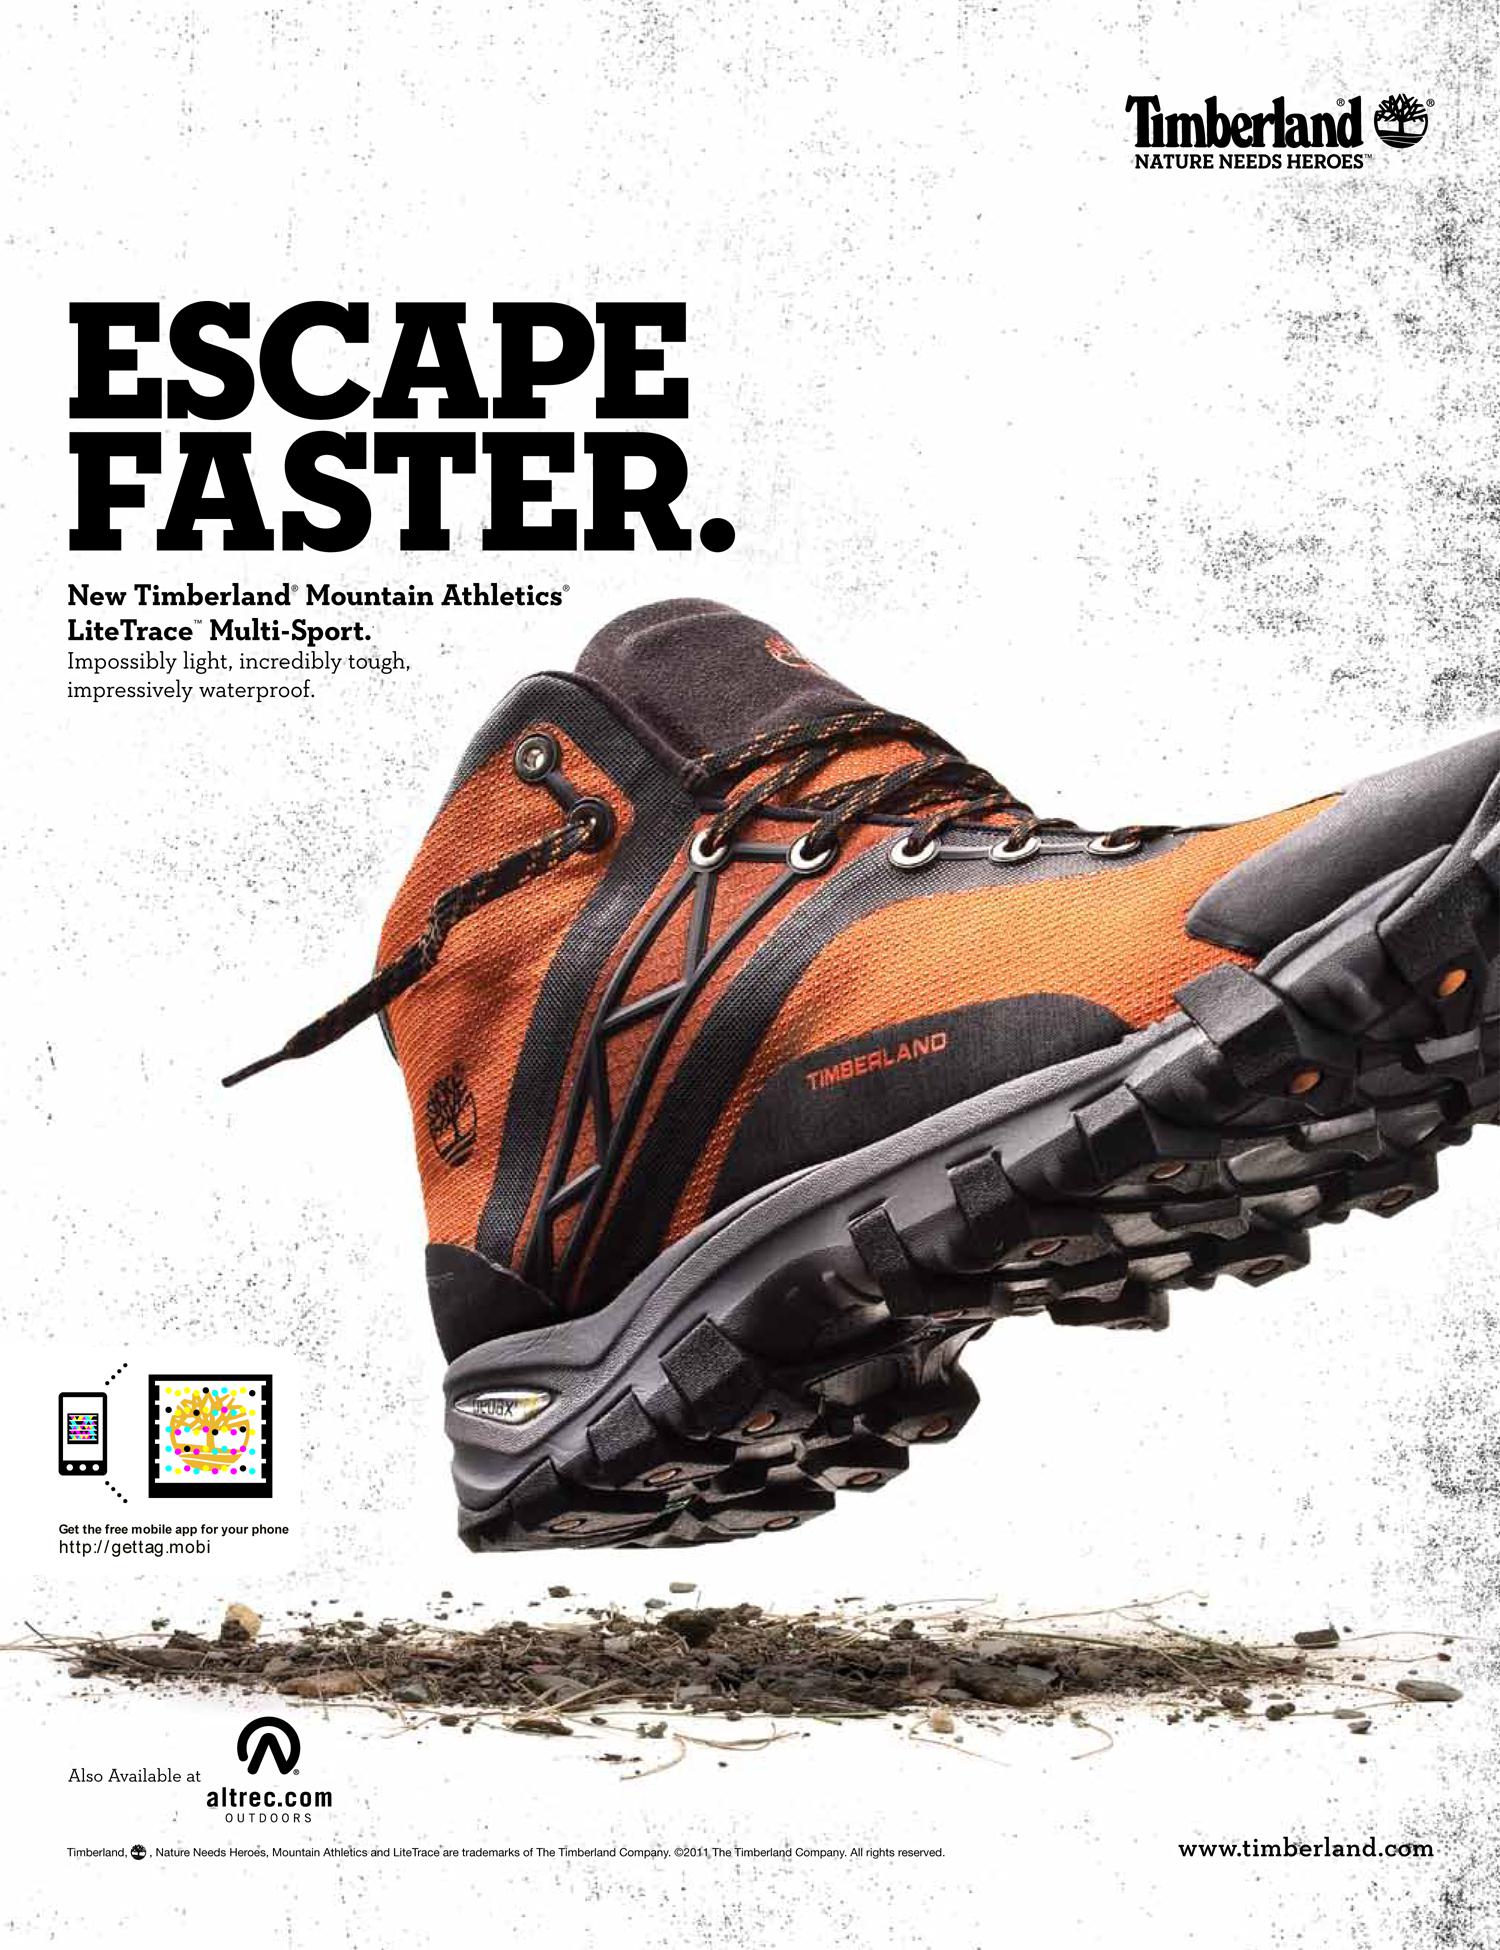 Timberland®
NATURE NEEDS HEROES™
ESCAPE
FASTER.
New Timberland® Mountain Athletics®
LiteTrace™ Multi-Sport.
Impossibly light, incredibly tough,
impressively waterproof.
TIMBERLAND
Get the free mobile app for your phone
http://gettag.mobi
Also Available at
altrec.com
OUTDOORS
Timberland, , Nature Needs Heroes, Mountain Athletics and LiteTrace are trademarks of The Timberland Company. ©2011 The Timberland Company. All rights reserved.
www.timberland.com